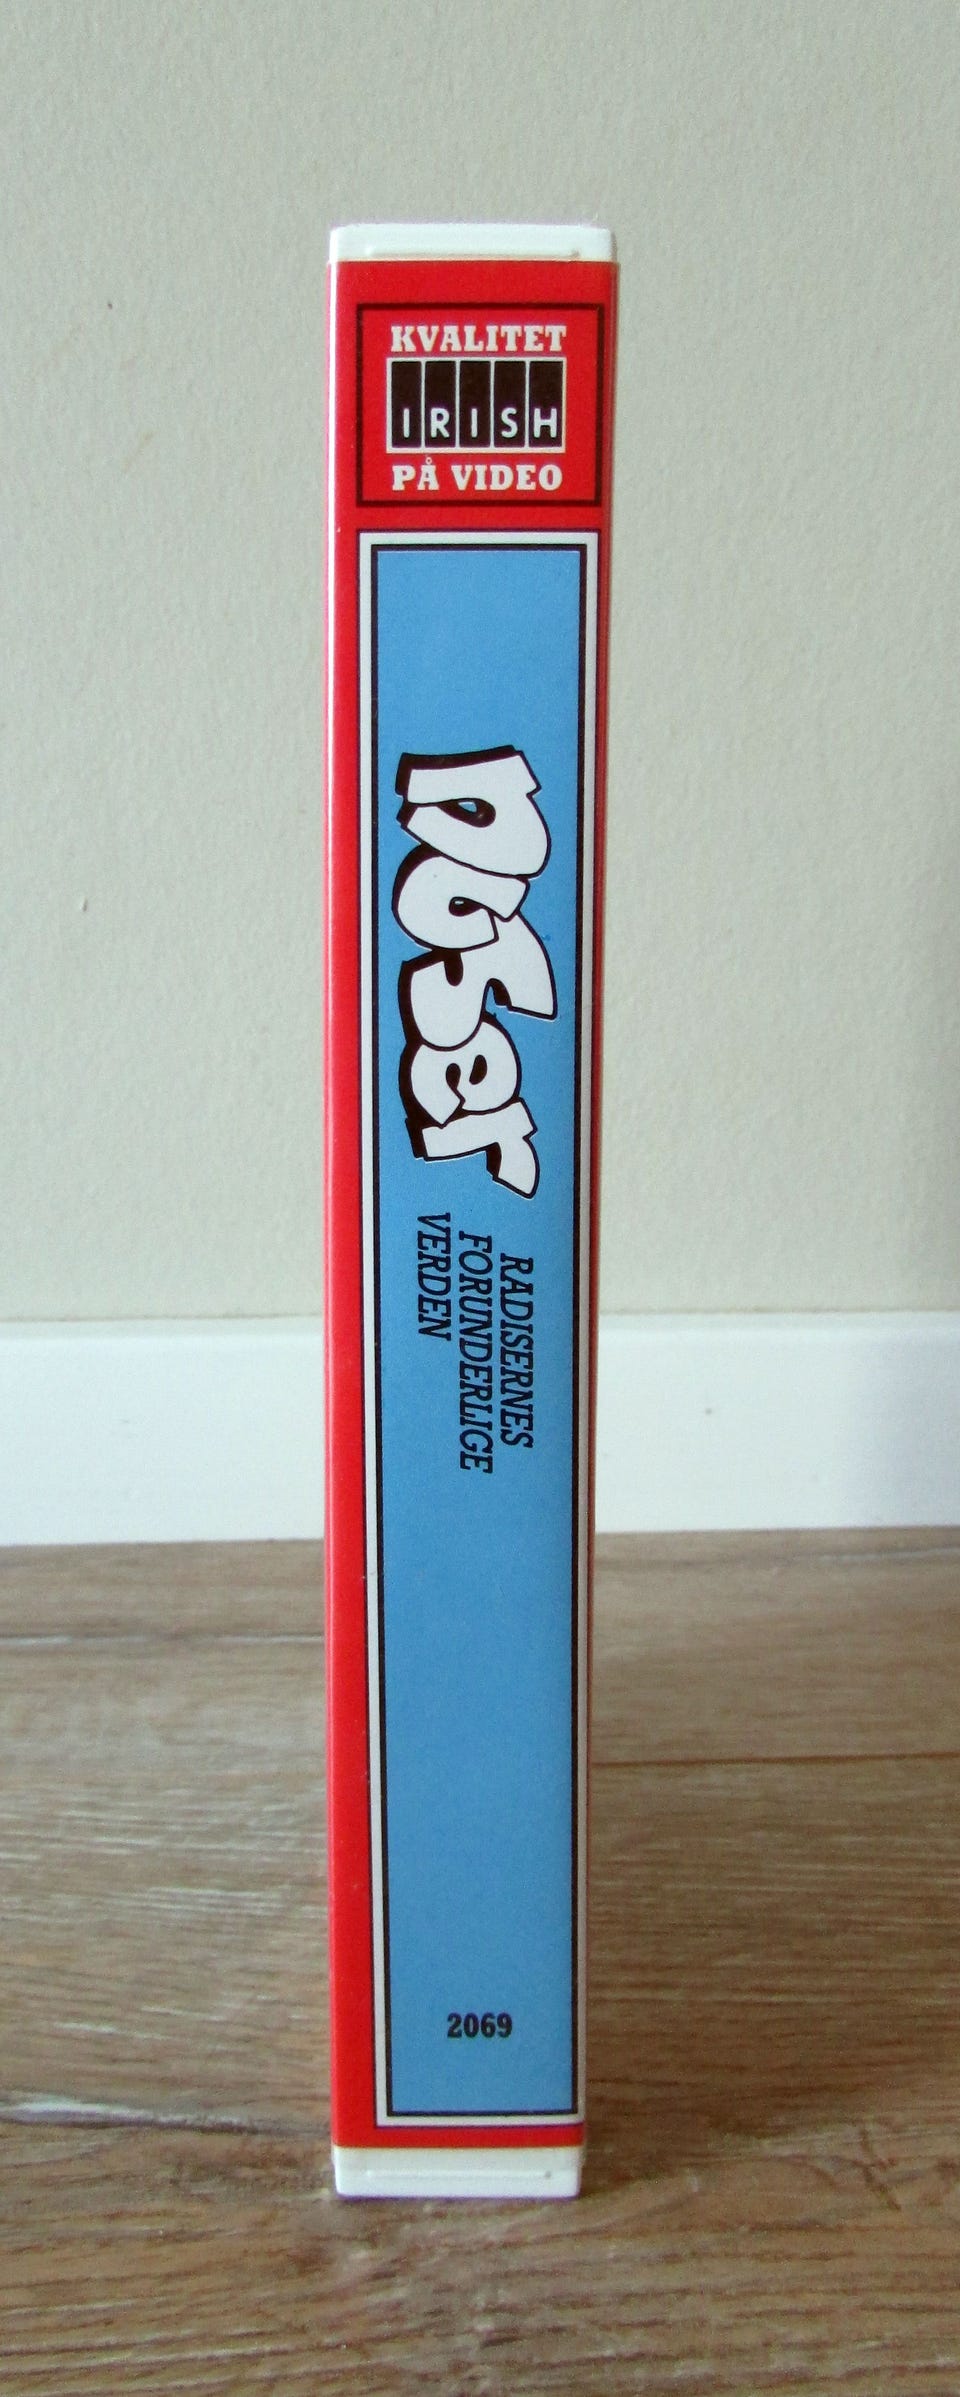 KVALITET
IRISH
PÅ VIDEO
NUSER
RADISERNES
FORUNDERLIGE
VERDEN
2069